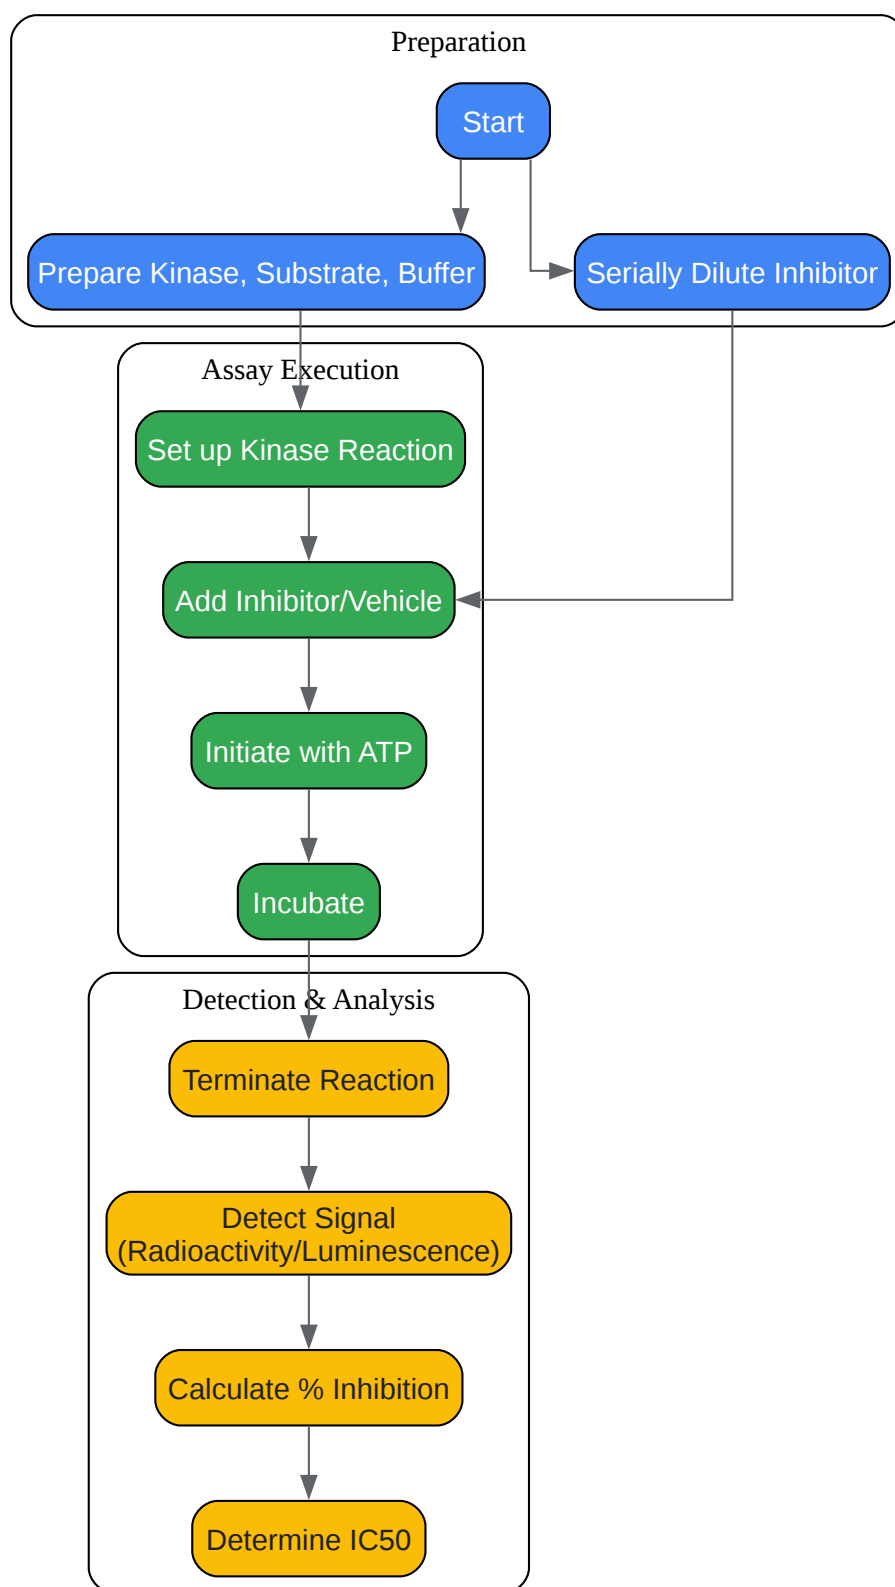 Preparation
Start
Prepare Kinase, Substrate, Buffer
Serially Dilute Inhibitor
Assay Execution
Set up Kinase Reaction
Add Inhibitor/Vehicle
Initiate with ATP
Incubate
Detection & Analysis
Terminate Reaction
Detect Signal
(Radioactivity/Luminescence)
Calculate % Inhibition
Determine IC50